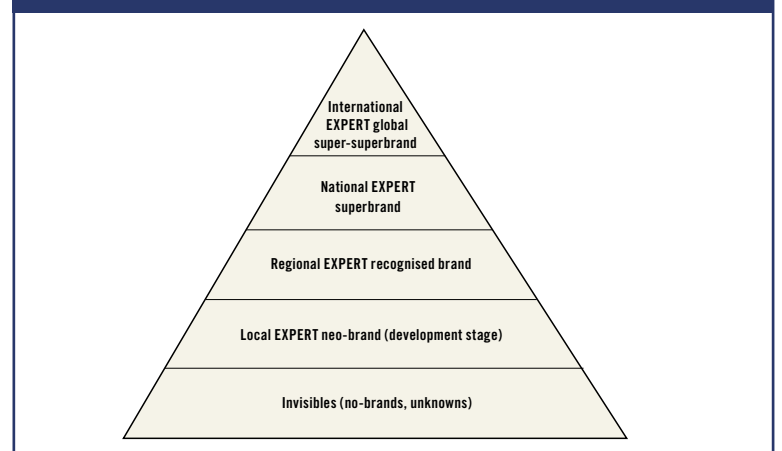 International
EXPERT global
super-superbrand
National EXPERT
superbrand
Regional EXPERT recognised brand
Local EXPERT neo-brand (development stage)
Invisibles (no-brands, unknowns)